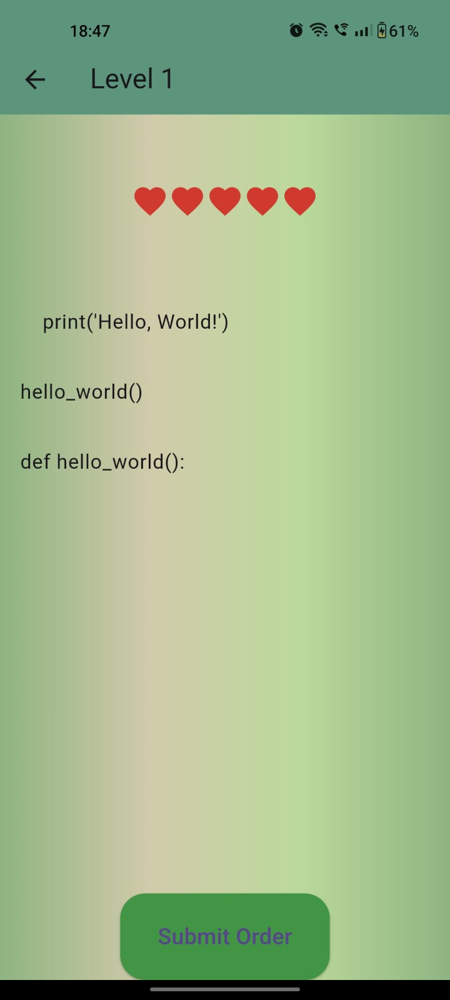 18:47 61%
Level 1
    print('Hello, World!')
hello_world()
def hello_world():
Submit Order